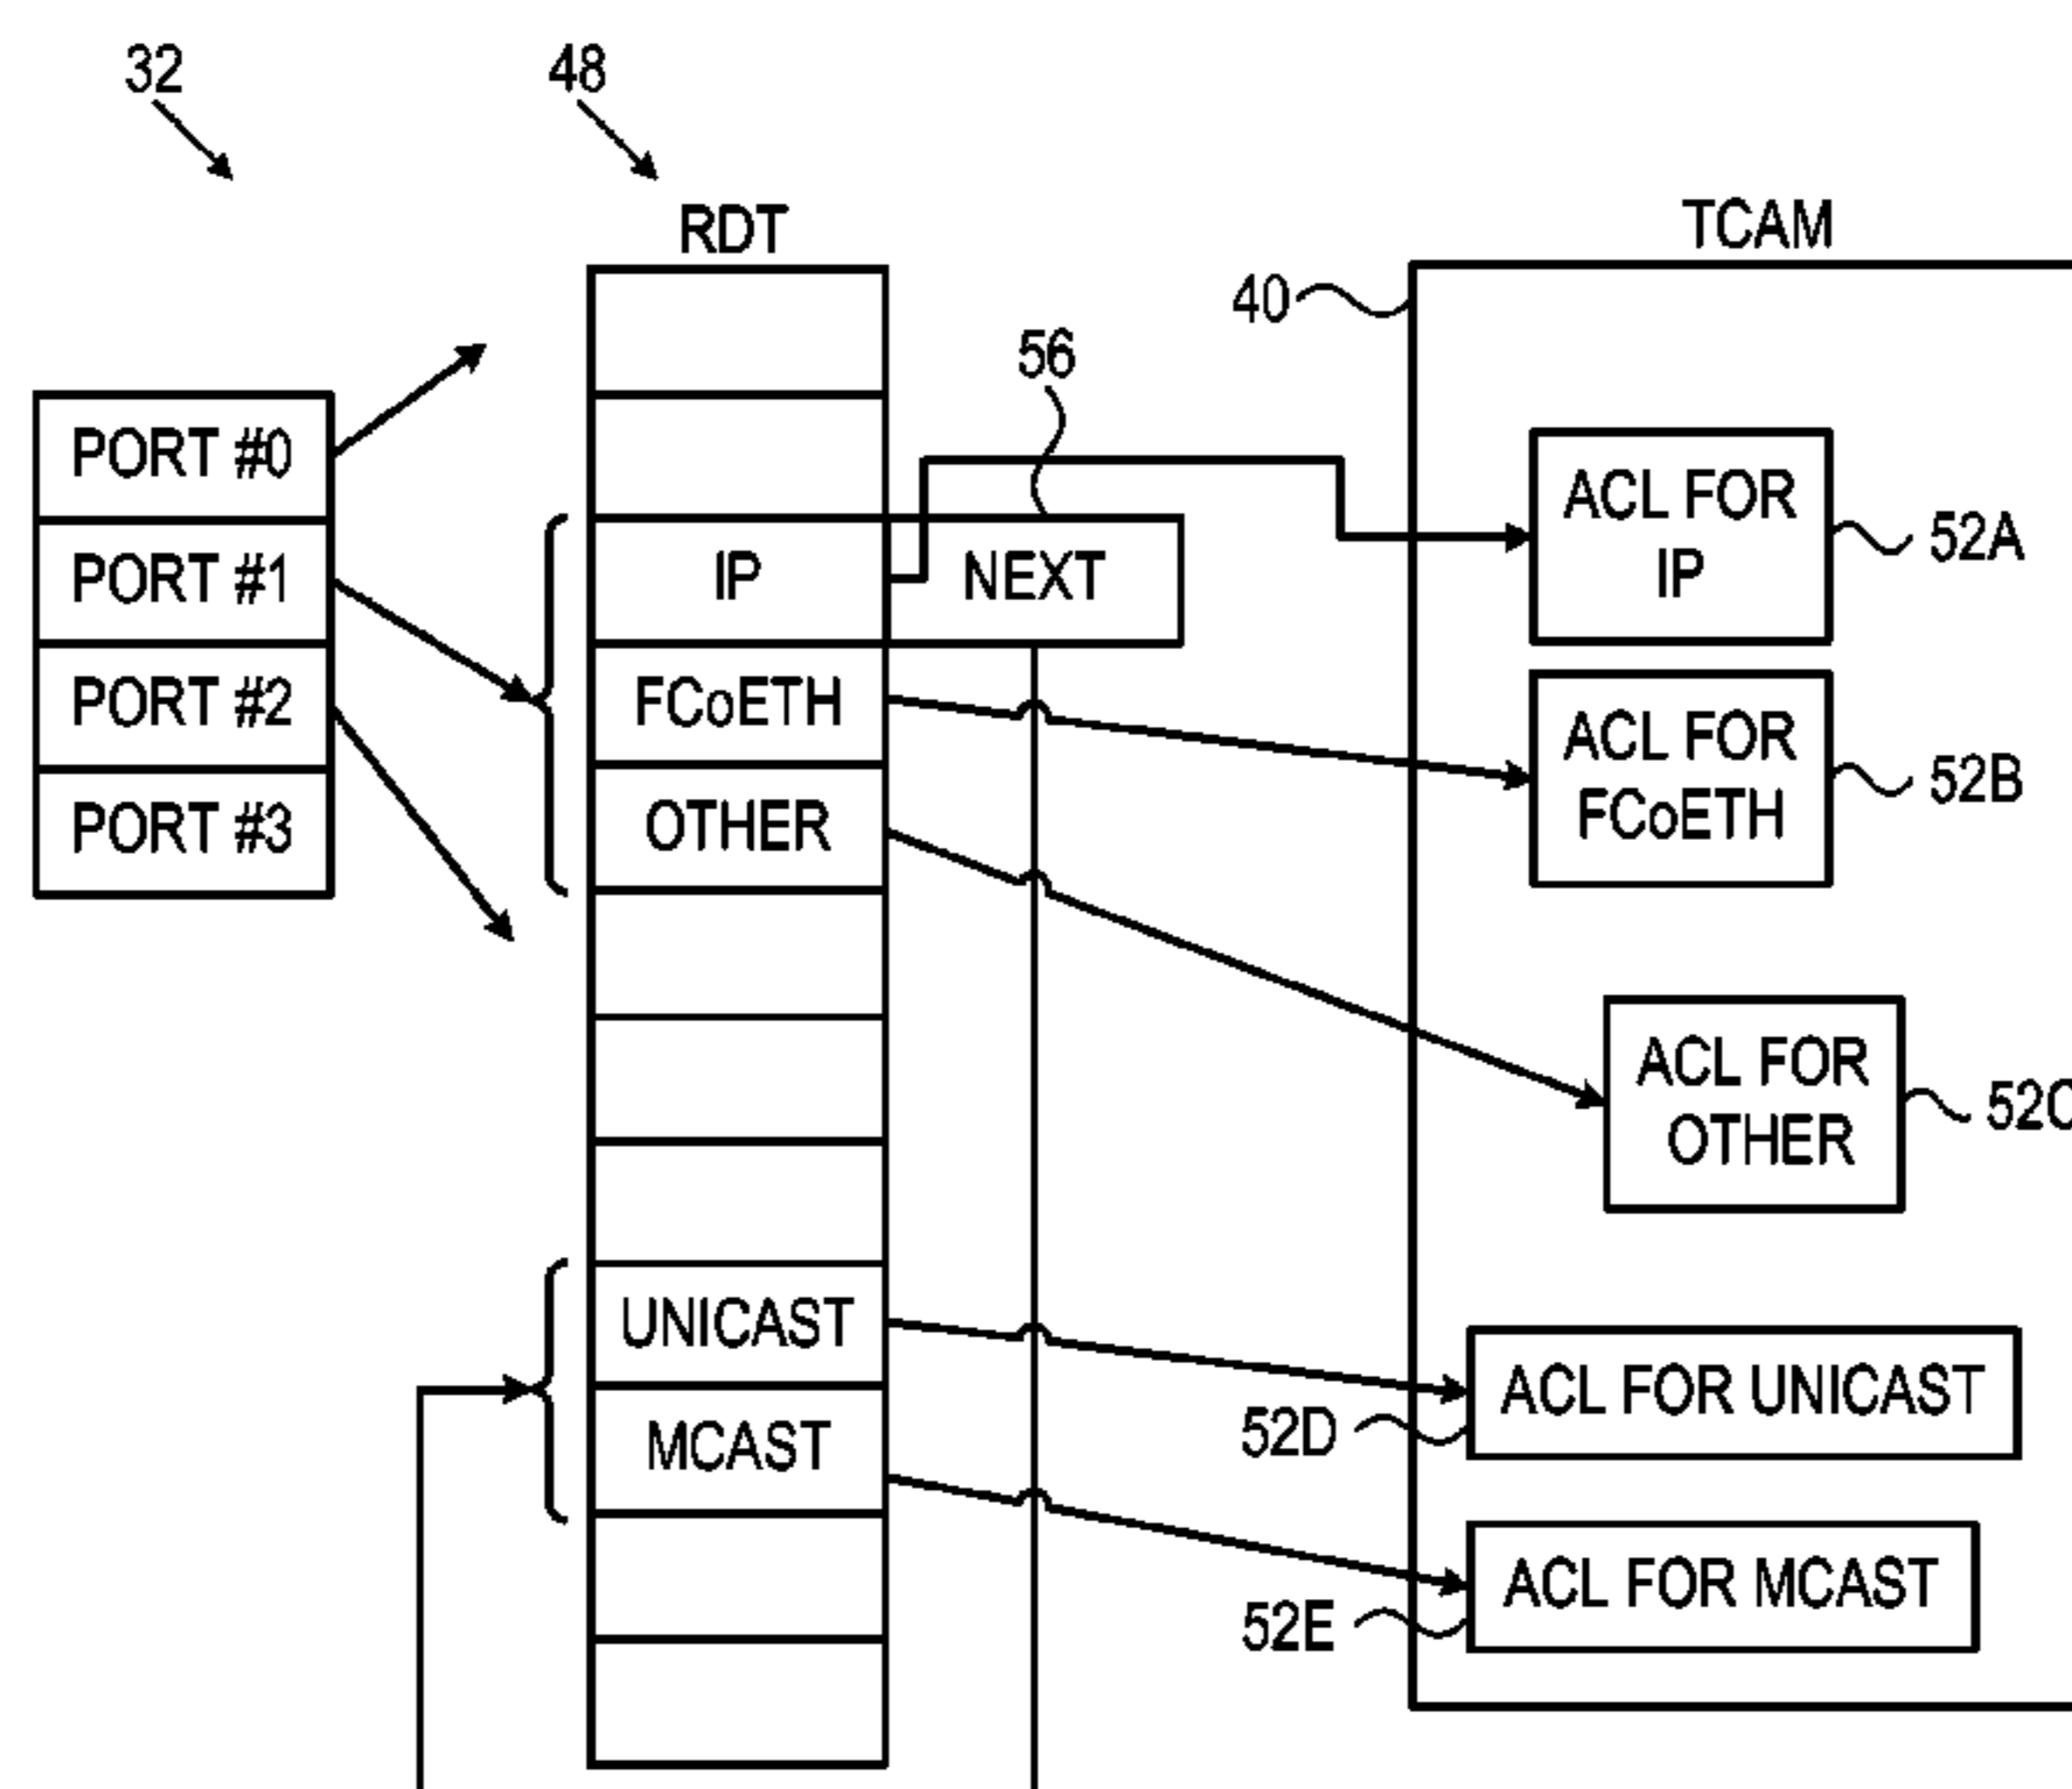 32
48
RDT
TCAM
40
56
PORT #0
PORT #1
PORT #2
PORT #3
IP
NEXT
FCoETH
OTHER
UNICAST
MCAST
ACL FOR
IP
52A
ACL FOR
FCoETH
52B
ACL FOR
OTHER
52C
ACL FOR UNICAST
52D
ACL FOR MCAST
52E